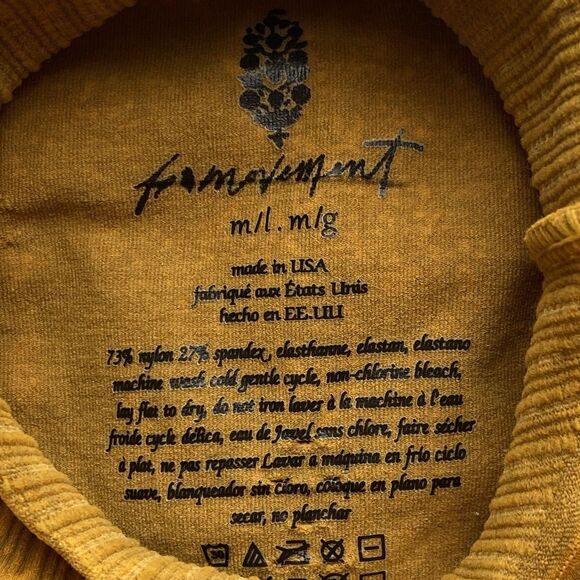 fp movement
m/l . m/g
made in USA
fabriqué aux États Unis
hecho en EE.UU
73% nylon 27% spandex, elasthanne, elastan, elastano
machine wash cold gentle cycle, non-chlorine bleach,
lay flat to dry, do not iron laver à la machine à l'eau
froide cycle délica, eau de Javel sans chlore, faire sécher
à plat, ne pas repasser Lavar a máquina en frío ciclo
suave, blanqueador sin cloro, coloque en plano para
secar, no planchar
30